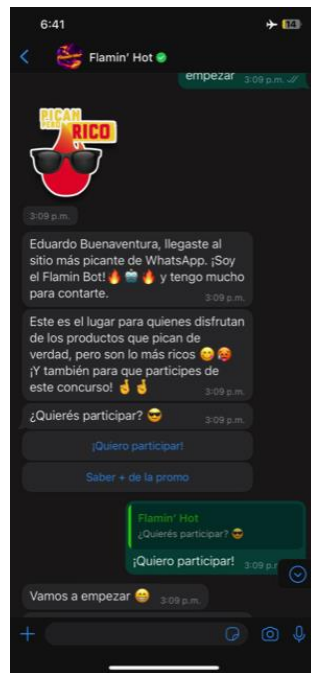 6:41
14
Flamin' Hot
empezar 3:09 p.m.
PICAN
PERO
RICO
3:09 p.m.
Eduardo Buenaventura, llegaste al
sitio más picante de WhatsApp. ¡Soy
el Flamin Bot!🔥 🤖 🔥 y tengo mucho
para contarte. 3:09 p.m.
Este es el lugar para quienes disfrutan
de los productos que pican de
verdad, pero son lo más ricos 😋 🥵
¡Y también para que participes de
este concurso! 🤞 🤞 3:09 p.m.
¿Quierés participar? 😎 3:09 p.m.
¡Quiero participar!
Saber + de la promo
Flamin' Hot
¿Quierés participar? 😎
¡Quiero participar! 3:09 p.r
Vamos a empezar 😁 3:09 p.m.